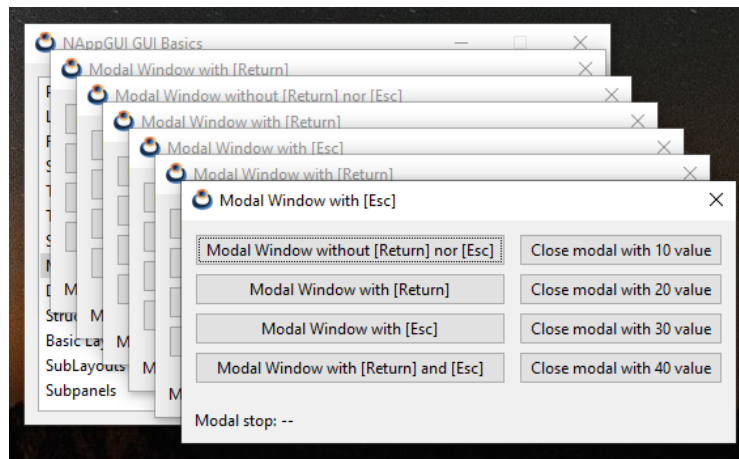 NAppGUI GUI Basics
Modal Window with [Return]
Modal Window without [Return] nor [Esc]
Modal Window with [Return]
Modal Window with [Esc]
Modal Window with [Return]
Modal Window with [Esc]
Modal Window without [Return] nor [Esc] Close modal with 10 value
Modal Window with [Return] Close modal with 20 value
Modal Window with [Esc] Close modal with 30 value
Modal Window with [Return] and [Esc] Close modal with 40 value
Modal stop: --
Basic Lay
SubLayouts
Subpanels